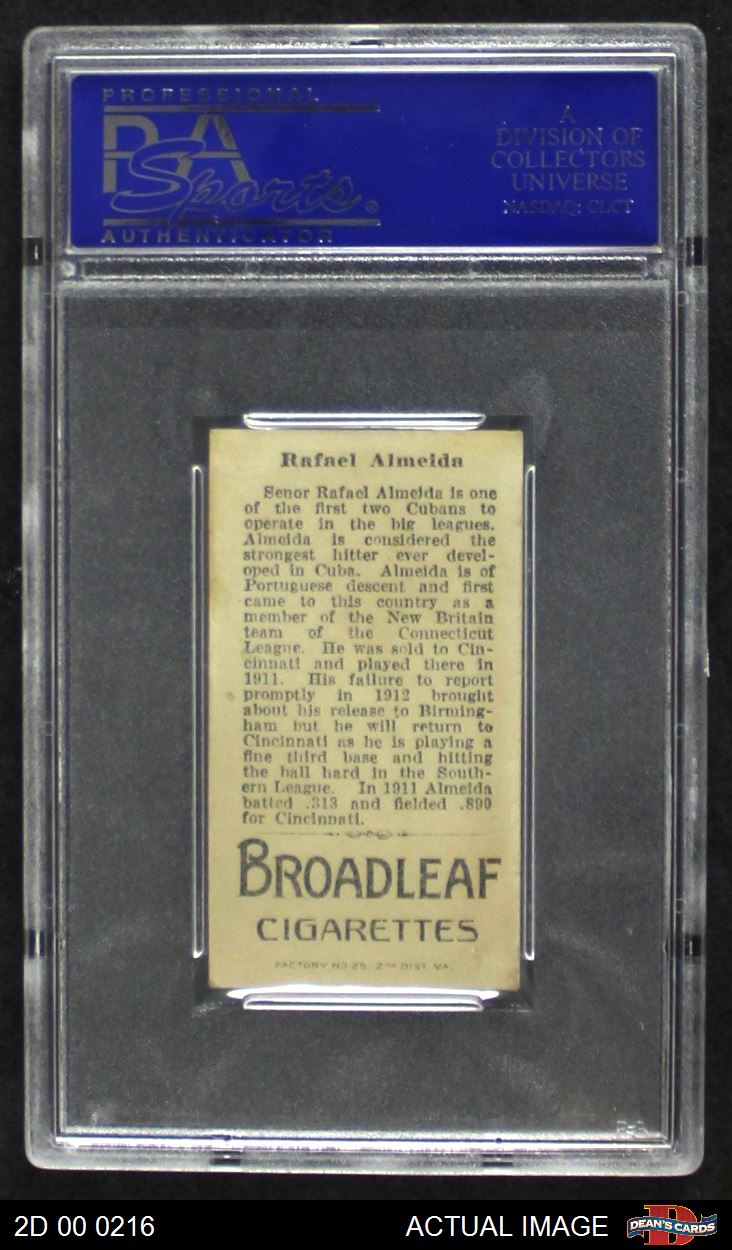 PROFESSIONAL
PSA
Sports®
AUTHENTICATOR
A
DIVISION OF
COLLECTORS
UNIVERSE
NASDAQ: CLCT
Rafael Almeida
Senor Rafael Almeida is one
of the first two Cubans to
operate in the big leagues.
Almeida is considered the
strongest hitter ever devel-
oped in Cuba. Almeida is of
Portuguese descent and first
came to this country as a
member of the New Britain
team of the Connecticut
League. He was sold to Cin-
cinnati and played there in
1911. His failure to report
promptly in 1912 brought
about his release to Birming-
ham but he will return to
Cincinnati as he is playing a
fine third base and hitting
the ball hard in the South-
ern League. In 1911 Almeida
batted .313 and fielded .890
for Cincinnati.
BROADLEAF
CIGARETTES
FACTORY NO 25, 2ND DIST. VA.
PSA
2D 00 0216
ACTUAL IMAGE
DEAN'S CARDS